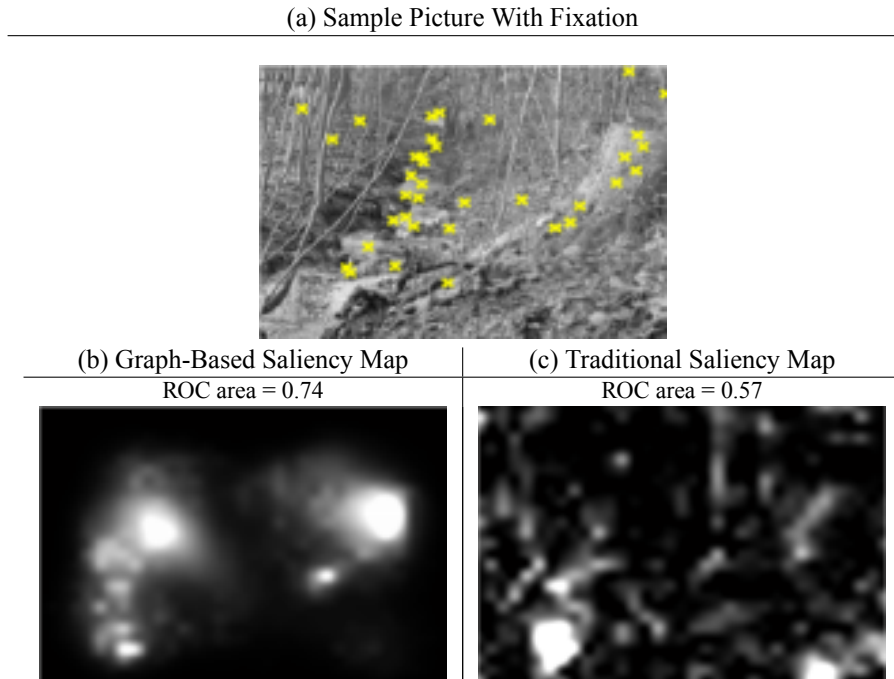 (a) Sample Picture With Fixation
(b) Graph-Based Saliency Map
(c) Traditional Saliency Map
ROC area = 0.74
ROC area = 0.57